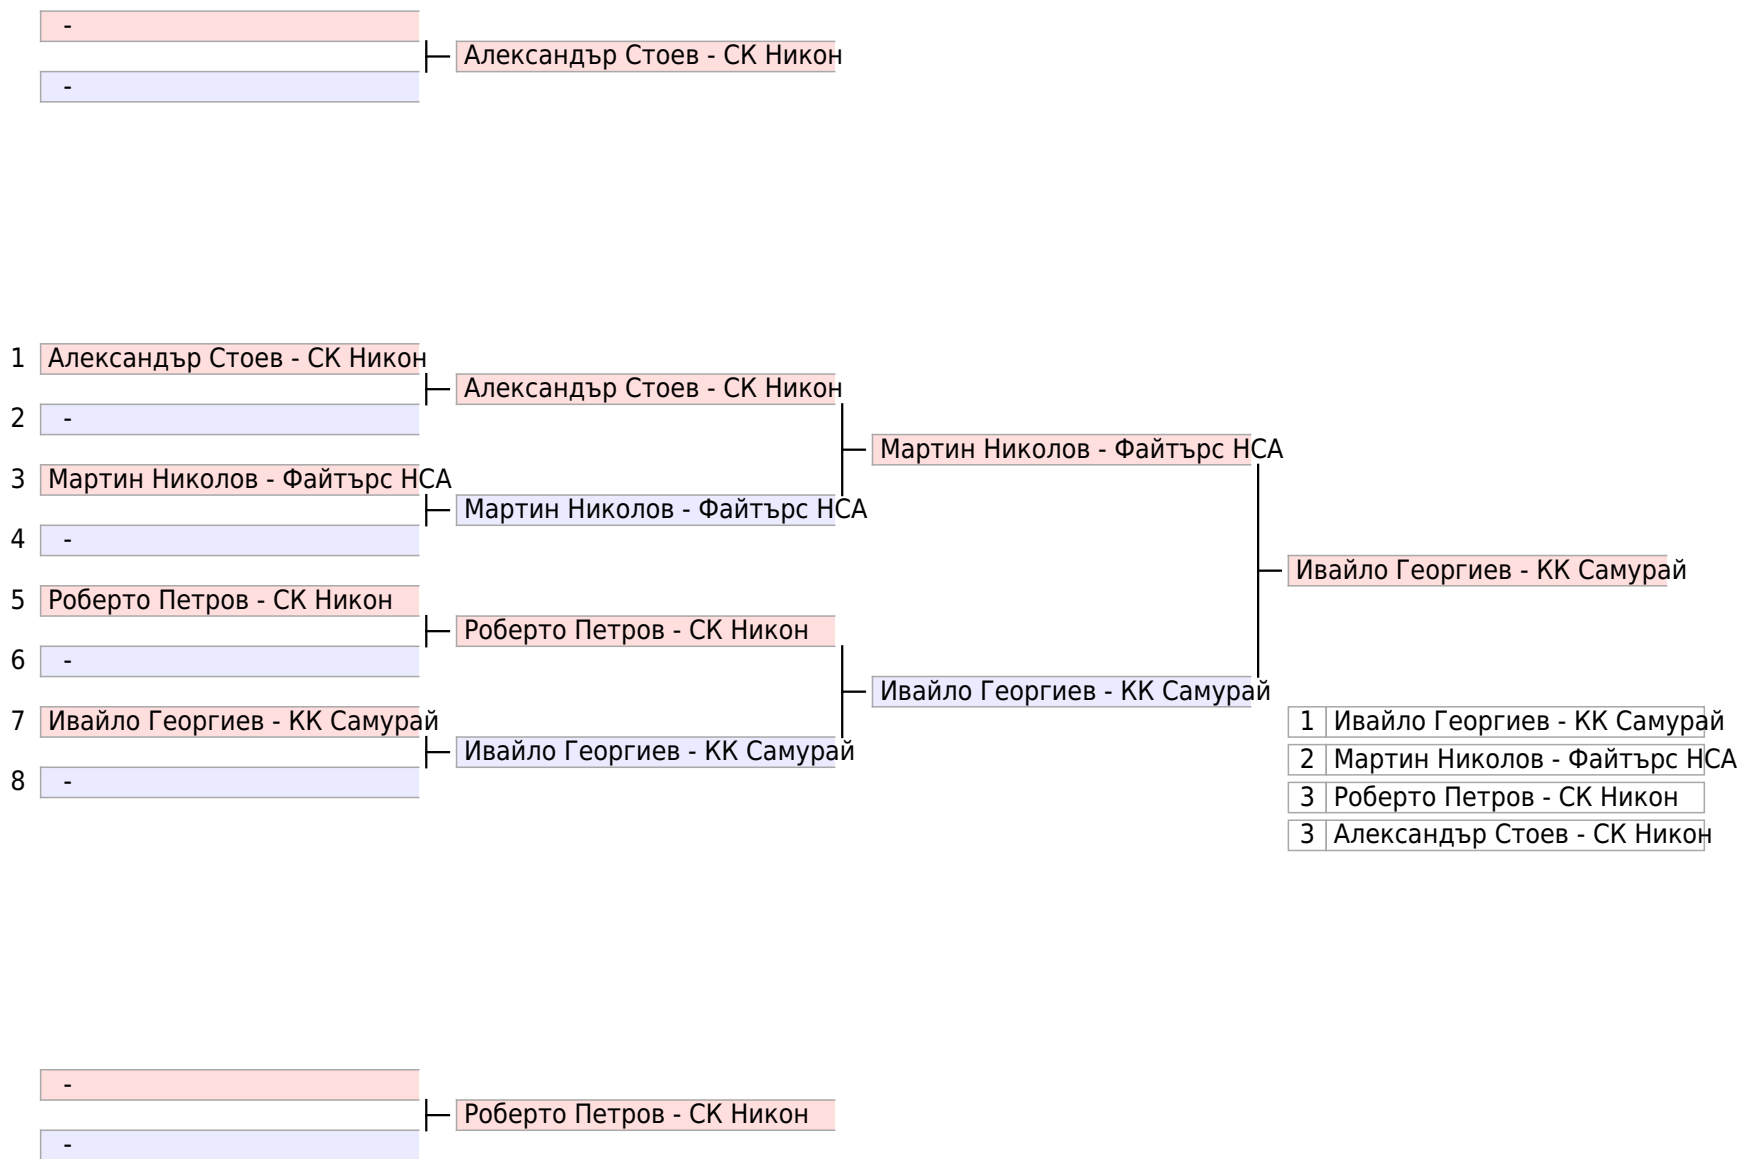 -
Александър Стоев - СК Никон
-
1 Александър Стоев - СК Никон
Александър Стоев - СК Никон
2 -
Мартин Николов - Файтърс НСА
3 Мартин Николов - Файтърс НСА
Мартин Николов - Файтърс НСА
4 -
Ивайло Георгиев - КК Самурай
5 Роберто Петров - СК Никон
Роберто Петров - СК Никон
6 -
Ивайло Георгиев - КК Самурай
7 Ивайло Георгиев - КК Самурай
Ивайло Георгиев - КК Самурай
8 -
1 Ивайло Георгиев - КК Самурай
2 Мартин Николов - Файтърс НСА
3 Роберто Петров - СК Никон
3 Александър Стоев - СК Никон
-
Роберто Петров - СК Никон
-